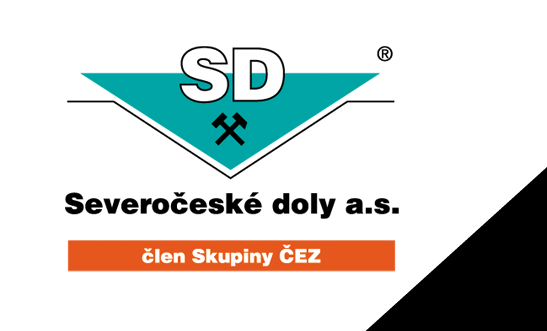 SD ®
Severočeské doly a.s.
člen Skupiny ČEZ